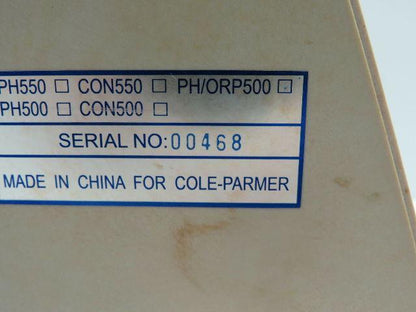 PH550 ☐ CON550 ☐ PH/ORP500 ☐
PH500 ☐ CON500 ☐
SERIAL NO:00468
MADE IN CHINA FOR COLE-PARMER